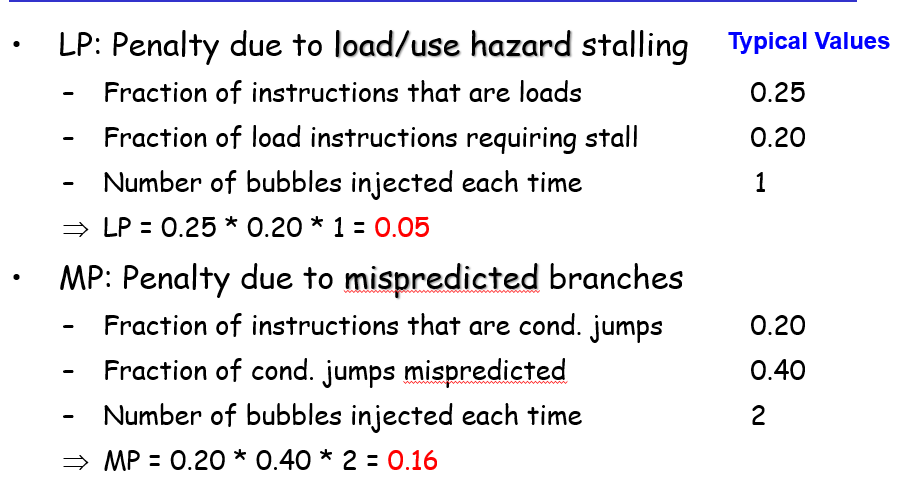 • LP: Penalty due to load/use hazard stalling Typical Values
– Fraction of instructions that are loads 0.25
– Fraction of load instructions requiring stall 0.20
– Number of bubbles injected each time 1
⇒ LP = 0.25 * 0.20 * 1 = 0.05
• MP: Penalty due to mispredicted branches
– Fraction of instructions that are cond. jumps 0.20
– Fraction of cond. jumps mispredicted 0.40
– Number of bubbles injected each time 2
⇒ MP = 0.20 * 0.40 * 2 = 0.16